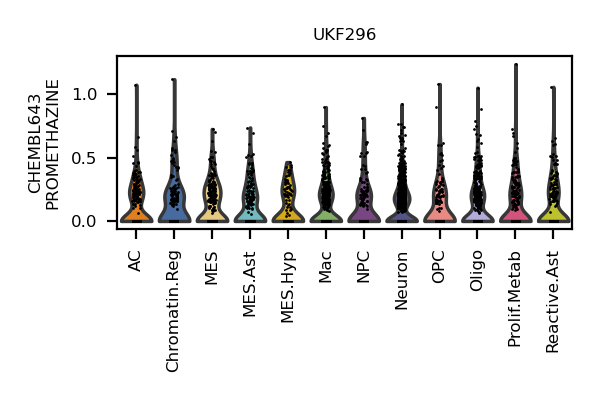 UKF296
CHEMBL643
PROMETHAZINE
1.0
0.5
0.0
AC
Chromatin.Reg
MES
MES.Ast
MES.Hyp
Mac
NPC
Neuron
OPC
Oligo
Prolif.Metab
Reactive.Ast